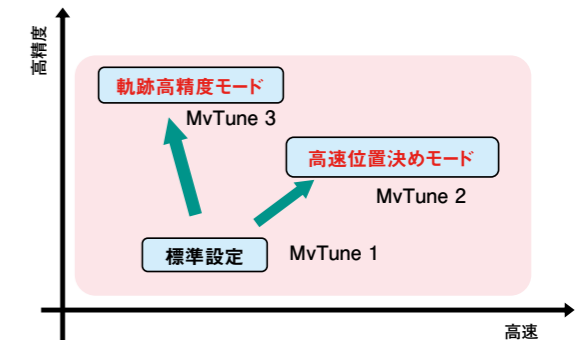 高精度
軌跡高精度モード
MvTune 3
高速位置決めモード
MvTune 2
標準設定
MvTune 1
高速